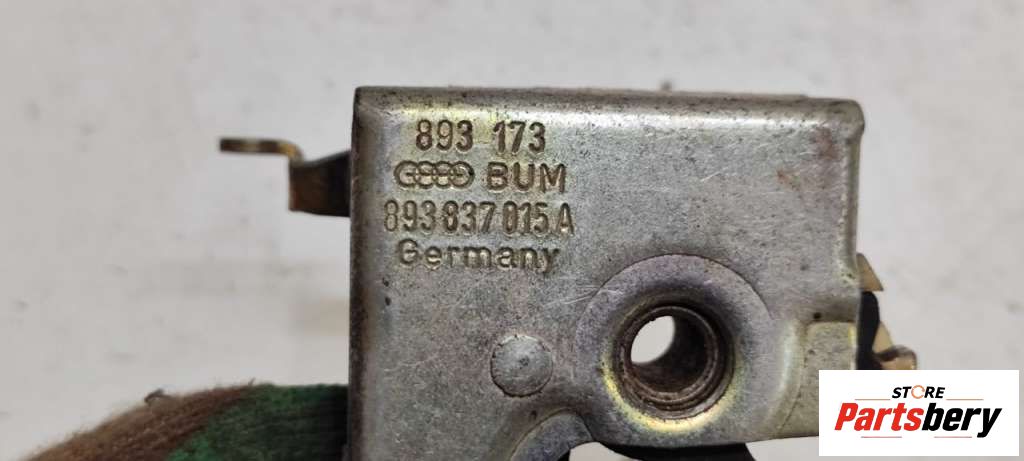 893 173
BUM
893 837 015 A
Germany
STORE
Partsbery